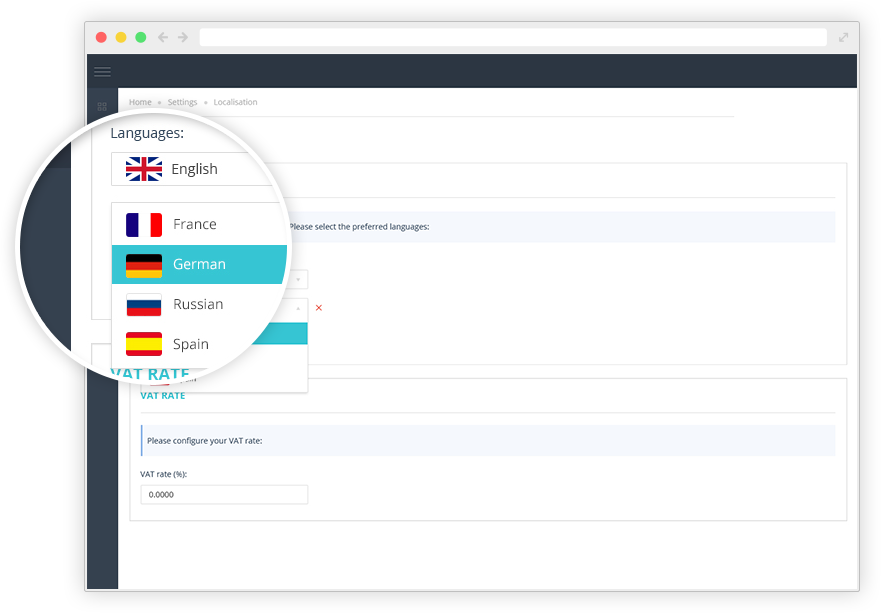 Home » Settings » Localisation
Languages:
English
Please select the preferred languages:
France
German
Russian
Spain
VAT RATE
VAT RATE
Please configure your VAT rate:
VAT rate (%):
0.0000